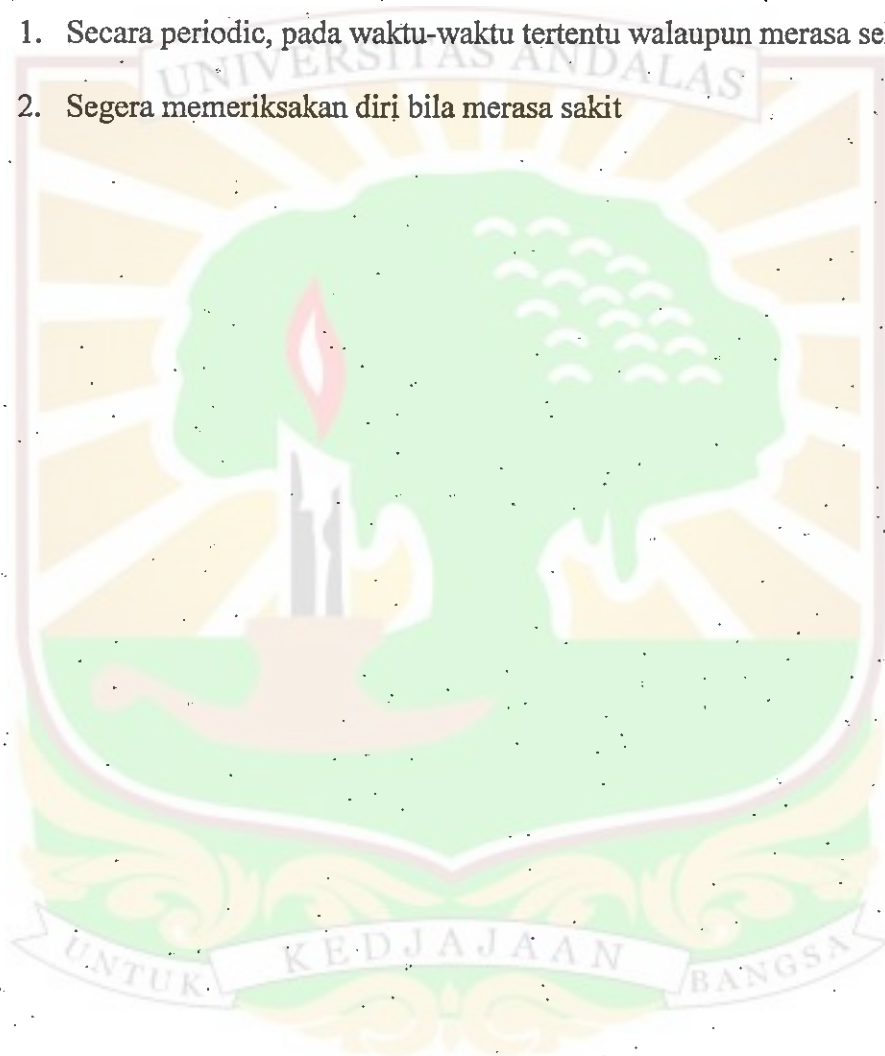 1. Secara periodic, pada waktu-waktu tertentu walaupun merasa se
UNIVERSITAS ANDALAS
2. Segera memeriksakan diri bila merasa sakit
UNTUK KEDJAJAAN BANGSA